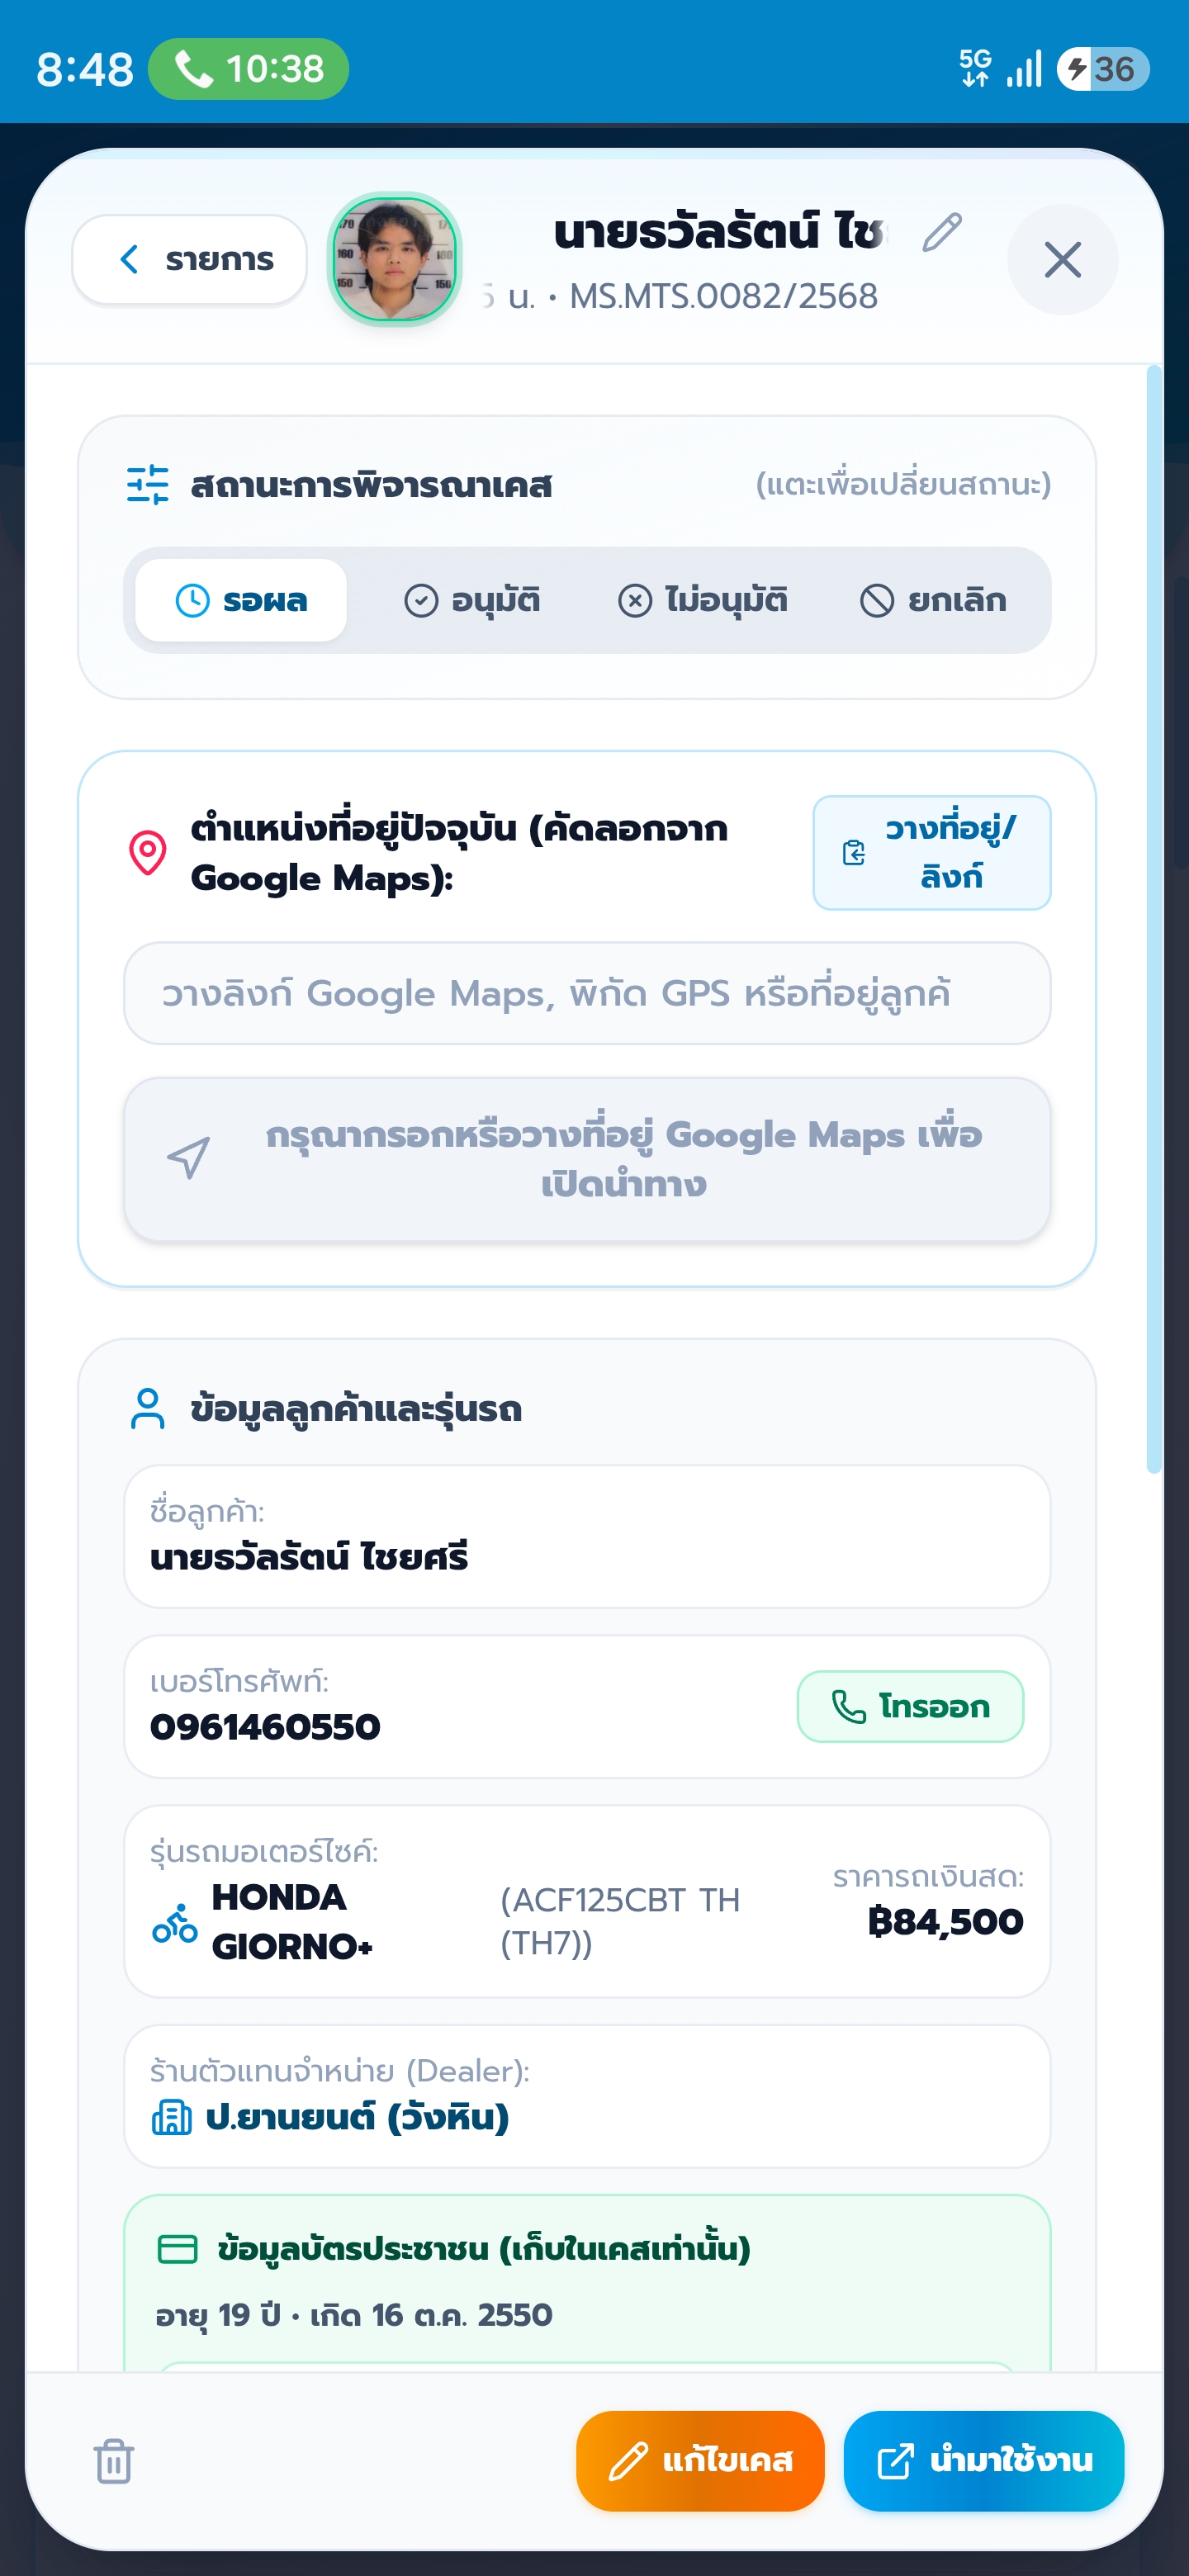 8:48
10:38
5G
36
รายการ
นายธวัลรัตน์ ไช
น. • MS.MTS.0082/2568
สถานะการพิจารณาเคส
(แตะเพื่อเปลี่ยนสถานะ)
รอผล
อนุมัติ
ไม่อนุมัติ
ยกเลิก
ตำแหน่งที่อยู่ปัจจุบัน (คัดลอกจาก
Google Maps):
วางที่อยู่/
ลิงก์
วางลิงก์ Google Maps, พิกัด GPS หรือที่อยู่ลูกค้
กรุณากรอกหรือวางที่อยู่ Google Maps เพื่อ
เปิดนำทาง
ข้อมูลลูกค้าและรุ่นรถ
ชื่อลูกค้า:
นายธวัลรัตน์ ไชยศรี
เบอร์โทรศัพท์:
0961460550
โทรออก
รุ่นรถมอเตอร์ไซค์:
HONDA
GIORNO+
(ACF125CBT TH
(TH7))
ราคารถเงินสด:
฿84,500
ร้านตัวแทนจำหน่าย (Dealer):
ป.ยานยนต์ (วังหิน)
ข้อมูลบัตรประชาชน (เก็บในเคสเท่านั้น)
อายุ 19 ปี • เกิด 16 ต.ค. 2550
แก้ไขเคส
นำมาใช้งาน